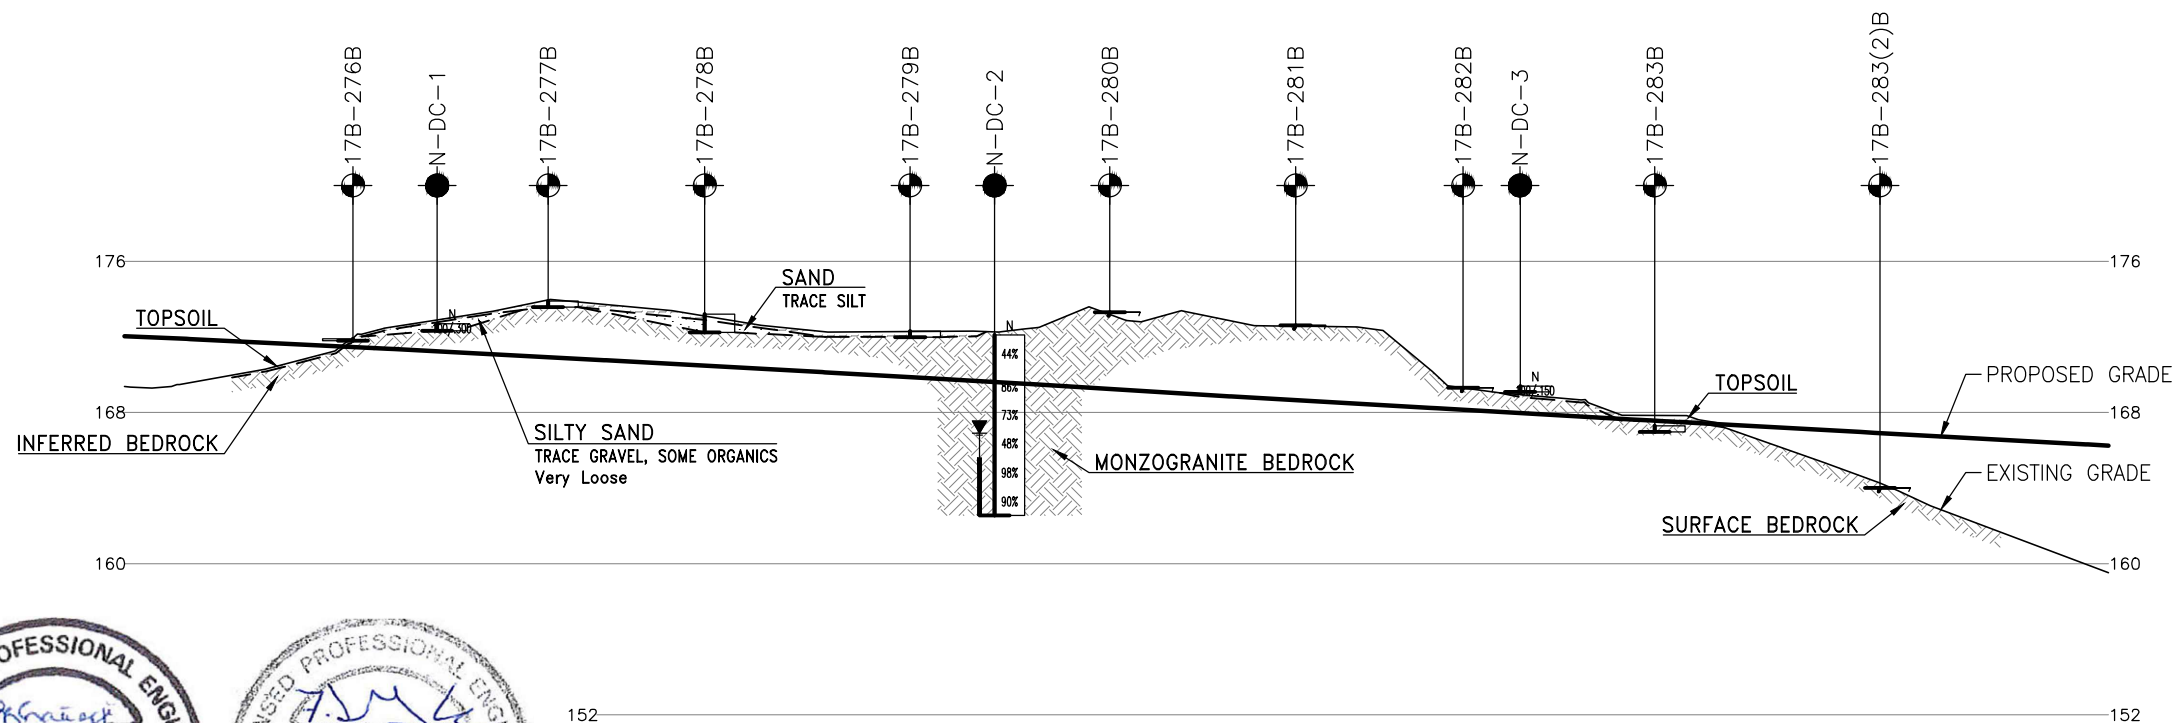 17B-276B
N-DC-1
17B-277B
17B-278B
17B-279B
N-DC-2
17B-280B
17B-281B
17B-282B
N-DC-3
17B-283B
17B-283(2)B
176
176
SAND
TRACE SILT
TOPSOIL
N
N
44%
86%
73%
48%
98%
90%
N
TOPSOIL
PROPOSED GRADE
168
168
INFERRED BEDROCK
SILTY SAND
TRACE GRAVEL, SOME ORGANICS
Very Loose
MONZOGRANITE BEDROCK
EXISTING GRADE
SURFACE BEDROCK
160
160
PROFESSIONAL
152
152